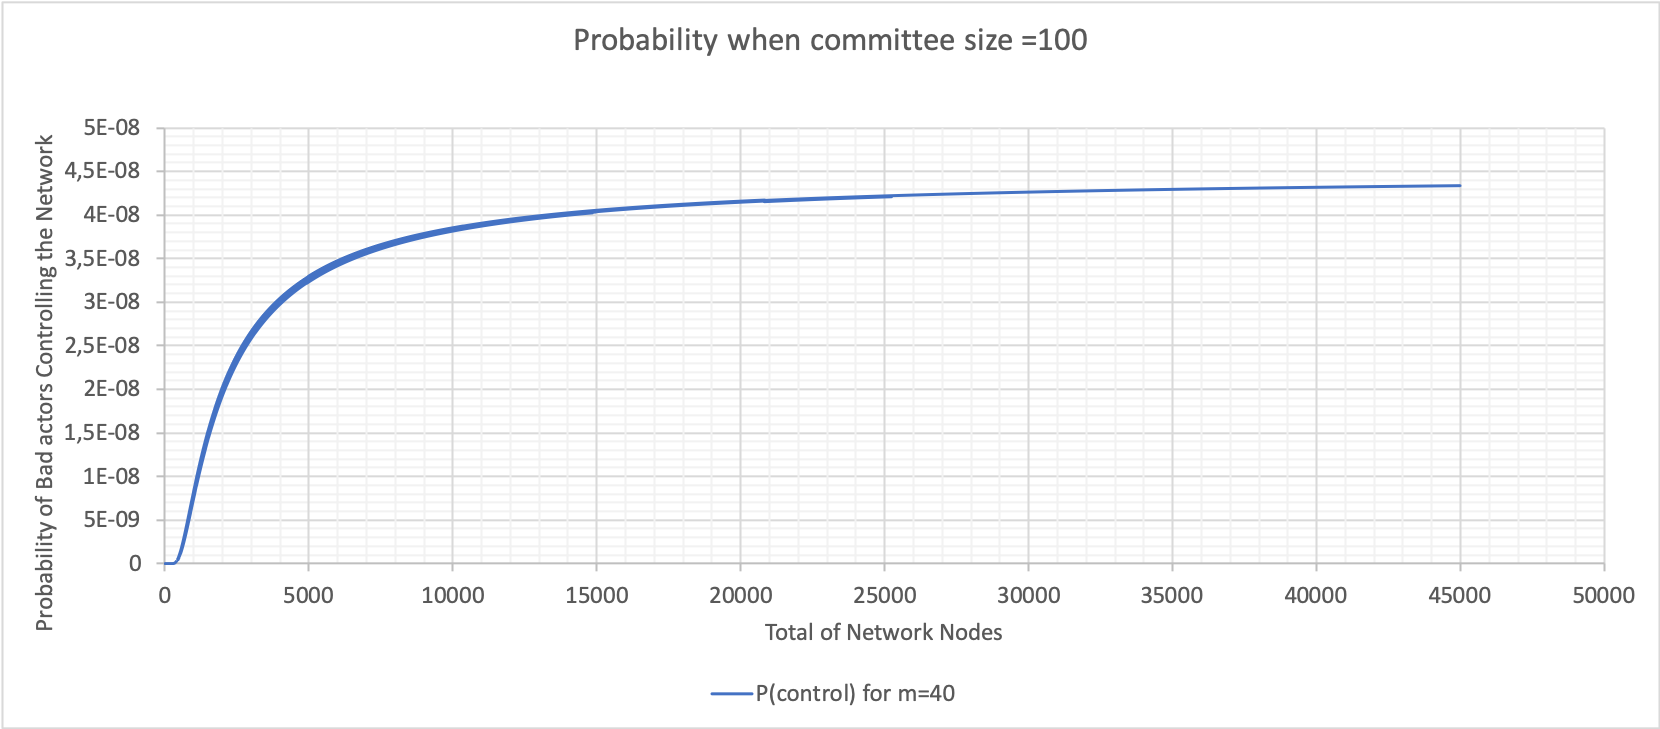 Probability when committee size =100
Probability of Bad actors Controlling the Network
5E-08
4,5E-08
4E-08
3,5E-08
3E-08
2,5E-08
2E-08
1,5E-08
1E-08
5E-09
0
0 5000 10000 15000 20000 25000 30000 35000 40000 45000 50000
Total of Network Nodes
P(control) for m=40